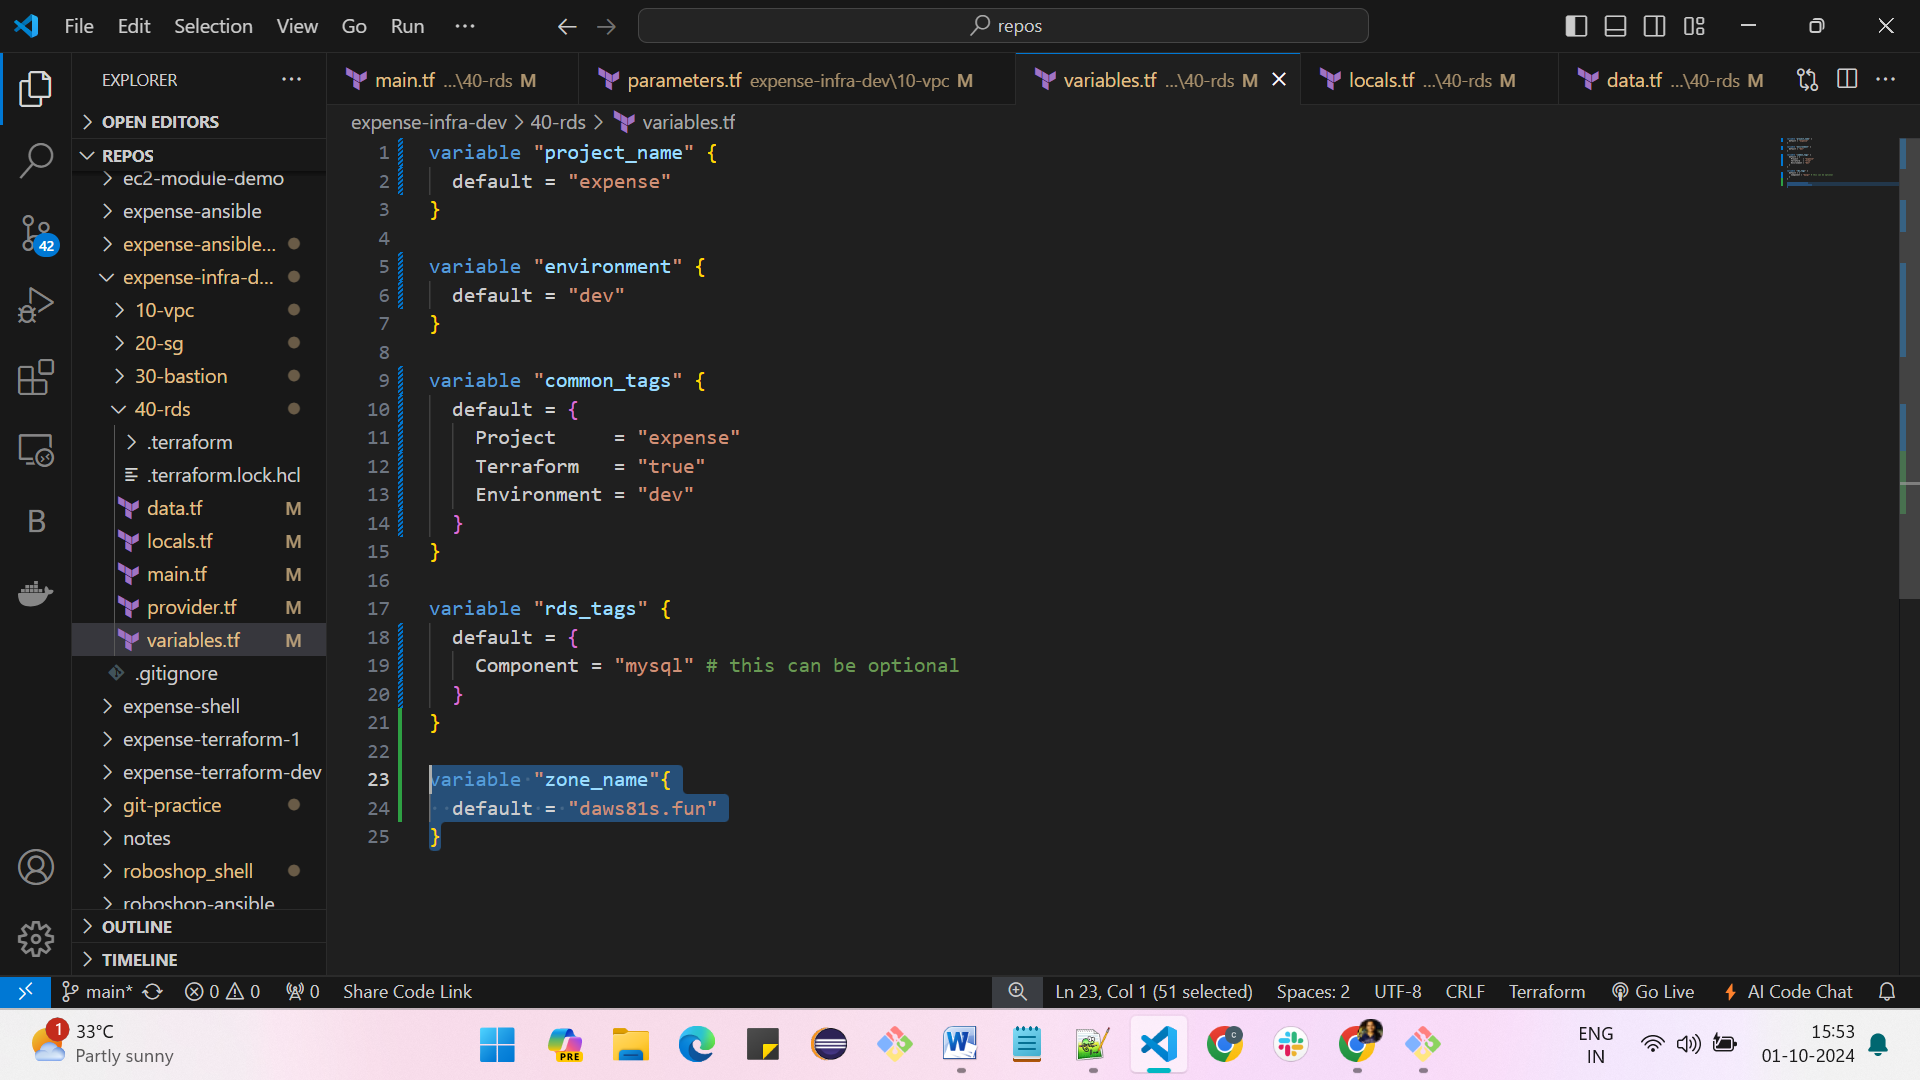 File Edit Selection View Go Run ···
repos
EXPLORER ···
main.tf ...\40-rds M
parameters.tf expense-infra-dev\10-vpc M
variables.tf ...\40-rds M
locals.tf ...\40-rds M
data.tf ...\40-rds M
expense-infra-dev > 40-rds > variables.tf
OPEN EDITORS
REPOS
ec2-module-demo
expense-ansible
expense-ansible...
expense-infra-d...
10-vpc
20-sg
30-bastion
40-rds
.terraform
.terraform.lock.hcl
data.tf M
locals.tf M
main.tf M
provider.tf M
variables.tf M
.gitignore
expense-shell
expense-terraform-1
expense-terraform-dev
git-practice
notes
roboshop_shell
roboshop-ansible
OUTLINE
TIMELINE
42
B
1 variable "project_name" {
2 default = "expense"
3 }
4
5 variable "environment" {
6 default = "dev"
7 }
8
9 variable "common_tags" {
10 default = {
11 Project = "expense"
12 Terraform = "true"
13 Environment = "dev"
14 }
15 }
16
17 variable "rds_tags" {
18 default = {
19 Component = "mysql" # this can be optional
20 }
21 }
22
23 variable "zone_name"{
24 default = "daws81s.fun"
25 }
main* 0 0 0 Share Code Link
Ln 23, Col 1 (51 selected) Spaces: 2 UTF-8 CRLF Terraform Go Live AI Code Chat
1 33°C
Partly sunny
PRE
W
C
ENG
IN
15:53
01-10-2024